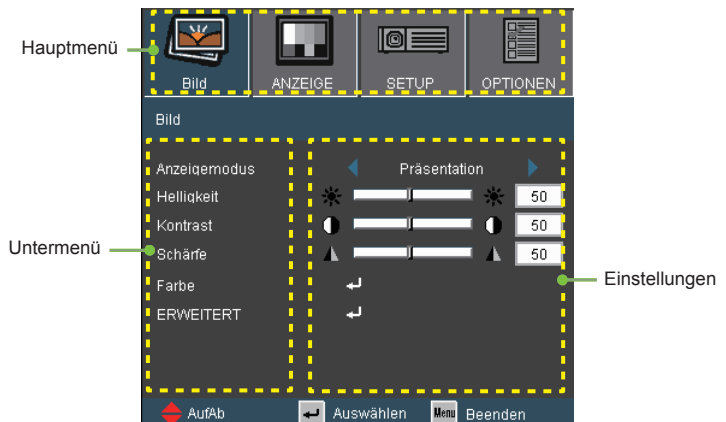 Hauptmenü
Bild ANZEIGE SETUP OPTIONEN
Bild
Anzeigemodus Präsentation
Helligkeit 50
Kontrast 50
Untermenü
Schärfe 50
Einstellungen
Farbe
ERWEITERT
AufAb Auswählen Menu Beenden